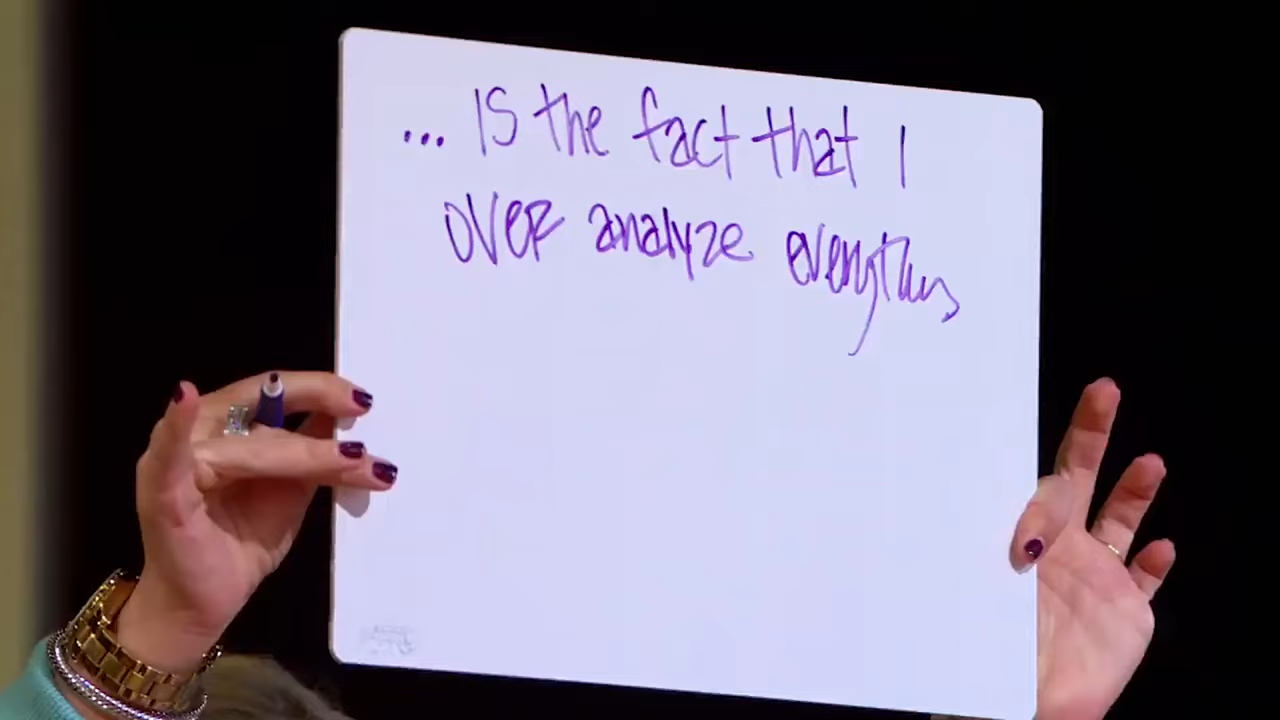 ... is the fact that I
over analyze everything